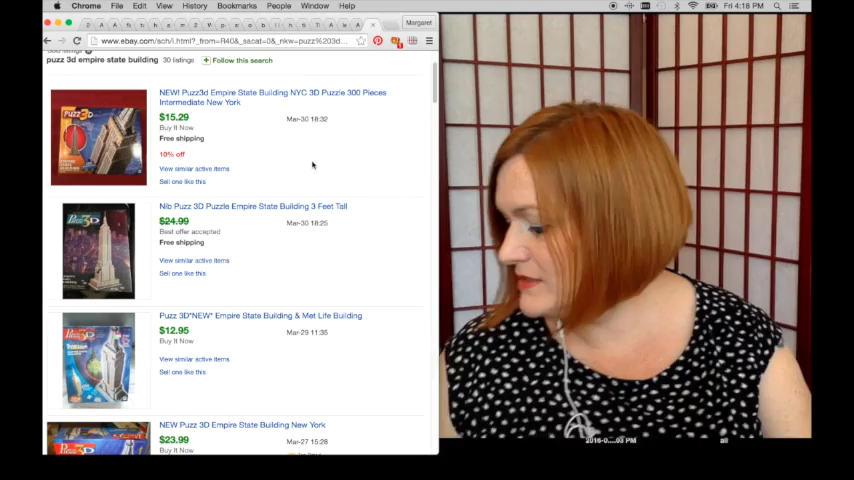 Chrome File Edit View History Bookmarks People Window Help
Fri 4:18 PM
Margaret
www.ebay.com/sch/i.html?_from=R40&_sacat=0&_nkw=puzz%203d...
puzz 3d empire state building 30 listings Follow this search
NEW! Puzz3d Empire State Building NYC 3D Puzzle 300 Pieces
Intermediate New York
$15.29 Mar-30 18:32
Buy It Now
Free shipping
10% off
View similar active items
Sell one like this
Nib Puzz 3D Puzzle Empire State Building 3 Feet Tall
$24.99 Mar-30 18:25
Best offer accepted
Free shipping
View similar active items
Sell one like this
Puzz 3D*NEW* Empire State Building & Met Life Building
$12.95 Mar-29 11:35
Buy It Now
View similar active items
Sell one like this
NEW Puzz 3D Empire State Building New York
$23.99 Mar-27 15:28
Buy It Now